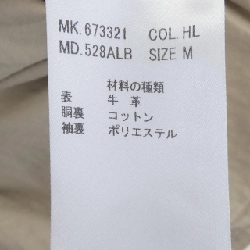 MK.673321 COL.HL
MD.528ALB SIZE M
材料の種類
表 牛 革
胴裏 コットン
袖裏 ポリエステル